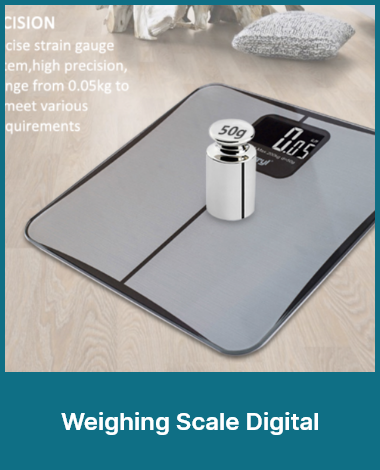 CISION
cise strain gauge
tem,high precision,
nge from 0.05kg to
meet various
quirements
50g
0.05
Weighing Scale Digital